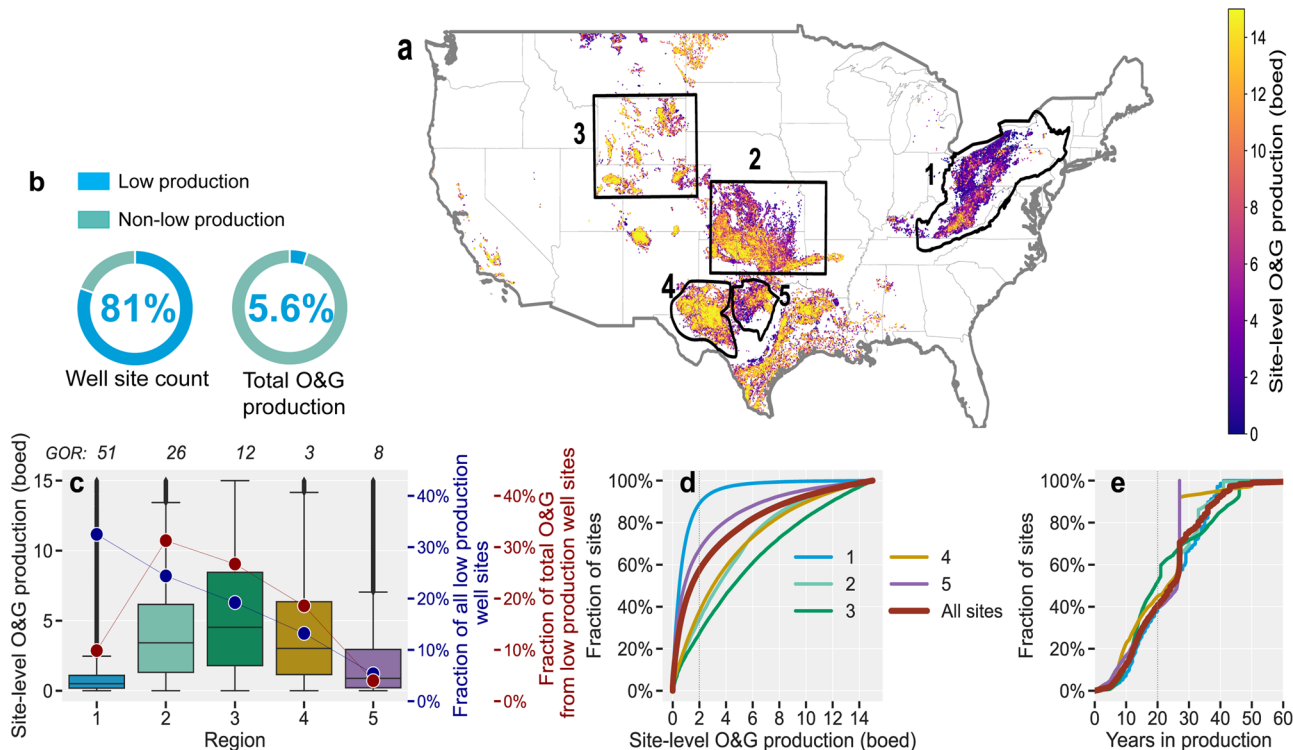 a
3
2
1
4
5
14
12
10
8
6
4
2
0
Site-level O&G production (boed)
b
Low production
Non-low production
81%
5.6%
Well site count
Total O&G
production
GOR: 51 26 12 3 8
c
15
10
5
0
Site-level O&G production (boed)
1 2 3 4 5
Region
40%
30%
20%
10%
0%
Fraction of all low production
well sites
40%
30%
20%
10%
0%
Fraction of total O&G
from low production well sites
d
100%
80%
60%
40%
20%
0%
Fraction of sites
1
2
3
4
5
All sites
0 2 4 6 8 10 12 14
Site-level O&G production (boed)
e
100%
80%
60%
40%
20%
0%
Fraction of sites
0 10 20 30 40 50 60
Years in production